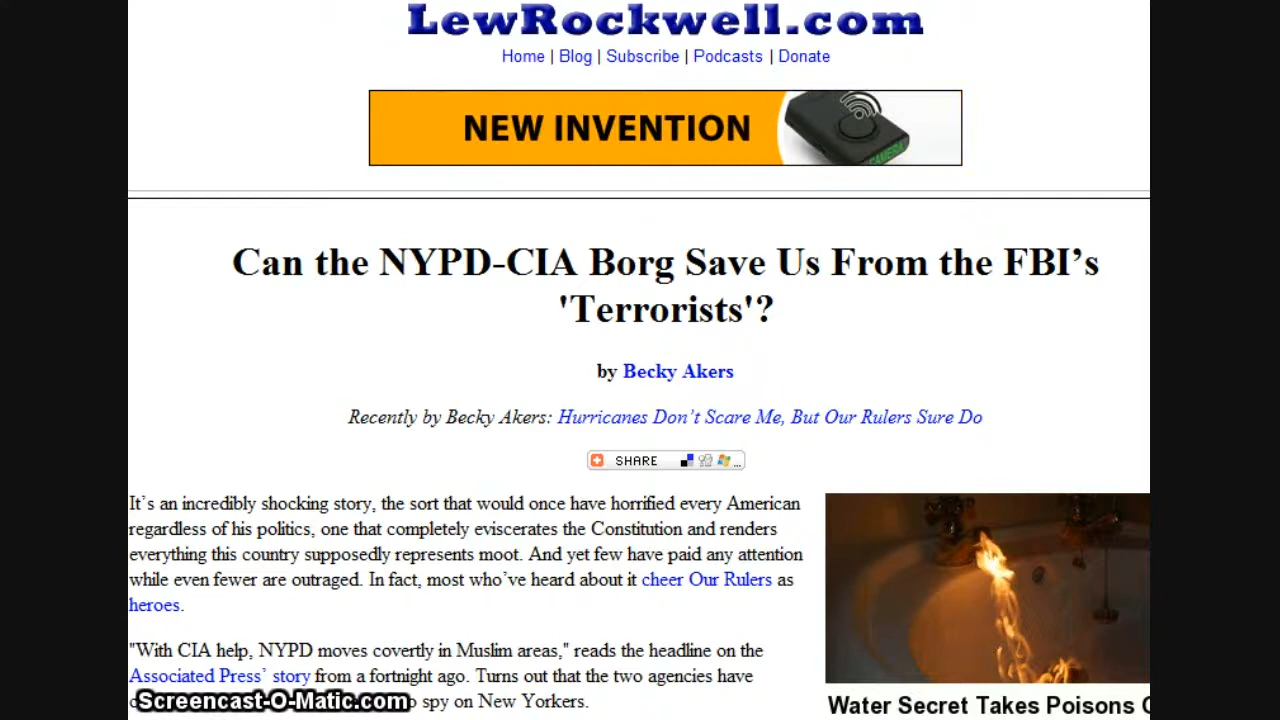 LewRockwell.com
Home | Blog | Subscribe | Podcasts | Donate
NEW INVENTION
CAMERA
Can the NYPD-CIA Borg Save Us From the FBI’s
'Terrorists'?
by Becky Akers
Recently by Becky Akers: Hurricanes Don’t Scare Me, But Our Rulers Sure Do
SHARE ...
It’s an incredibly shocking story, the sort that would once have horrified every American
regardless of his politics, one that completely eviscerates the Constitution and renders
everything this country supposedly represents moot. And yet few have paid any attention
while even fewer are outraged. In fact, most who’ve heard about it cheer Our Rulers as
heroes.
"With CIA help, NYPD moves covertly in Muslim areas," reads the headline on the
Associated Press’ story from a fortnight ago. Turns out that the two agencies have
spy on New Yorkers.
Water Secret Takes Poisons
Screencast-O-Matic.com